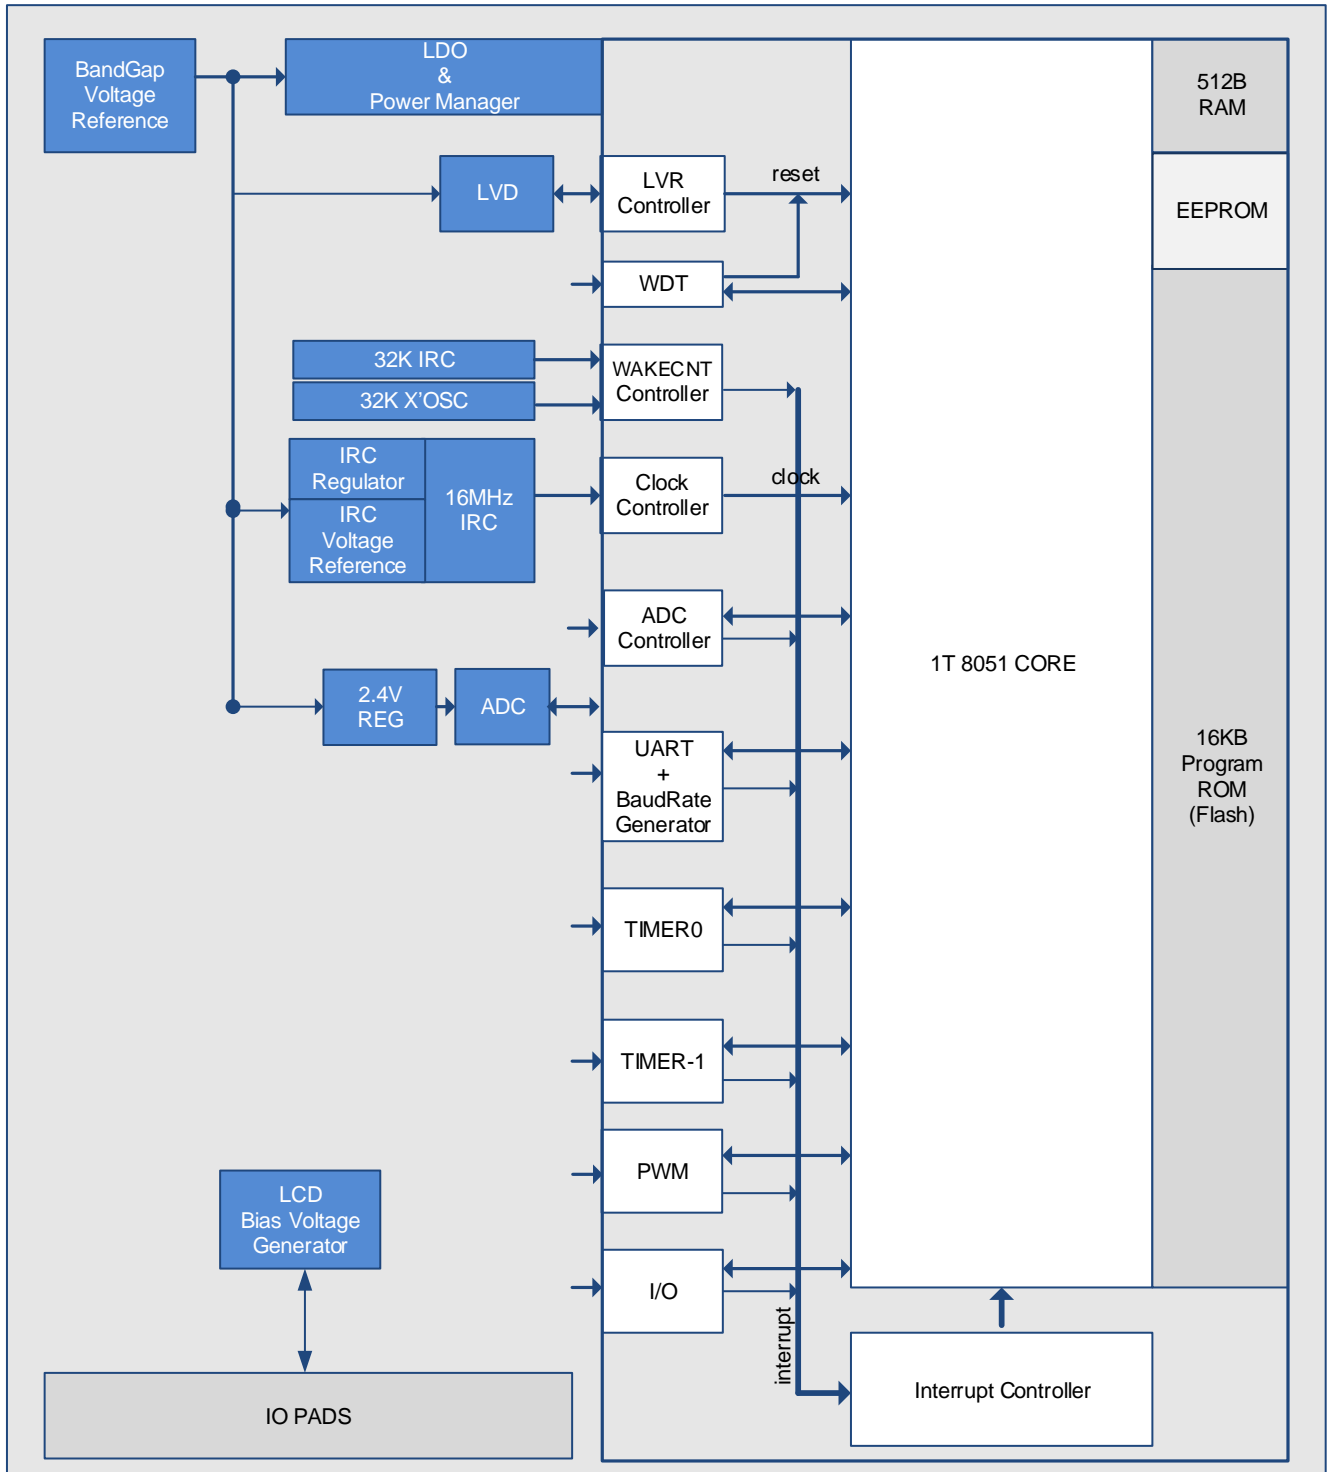 BandGap
Voltage
Reference
LDO
&
Power Manager
512B
RAM
LVD
LVR
Controller
reset
EEPROM
WDT
32K IRC
32K X'OSC
WAKECNT
Controller
IRC
Regulator
IRC
Voltage
Reference
16MHz
IRC
Clock
Controller
clock
ADC
Controller
1T 8051 CORE
2.4V
REG
ADC
UART
+
BaudRate
Generator
16KB
Program
ROM
(Flash)
TIMER0
TIMER-1
PWM
LCD
Bias Voltage
Generator
I/O
interrupt
Interrupt Controller
IO PADS